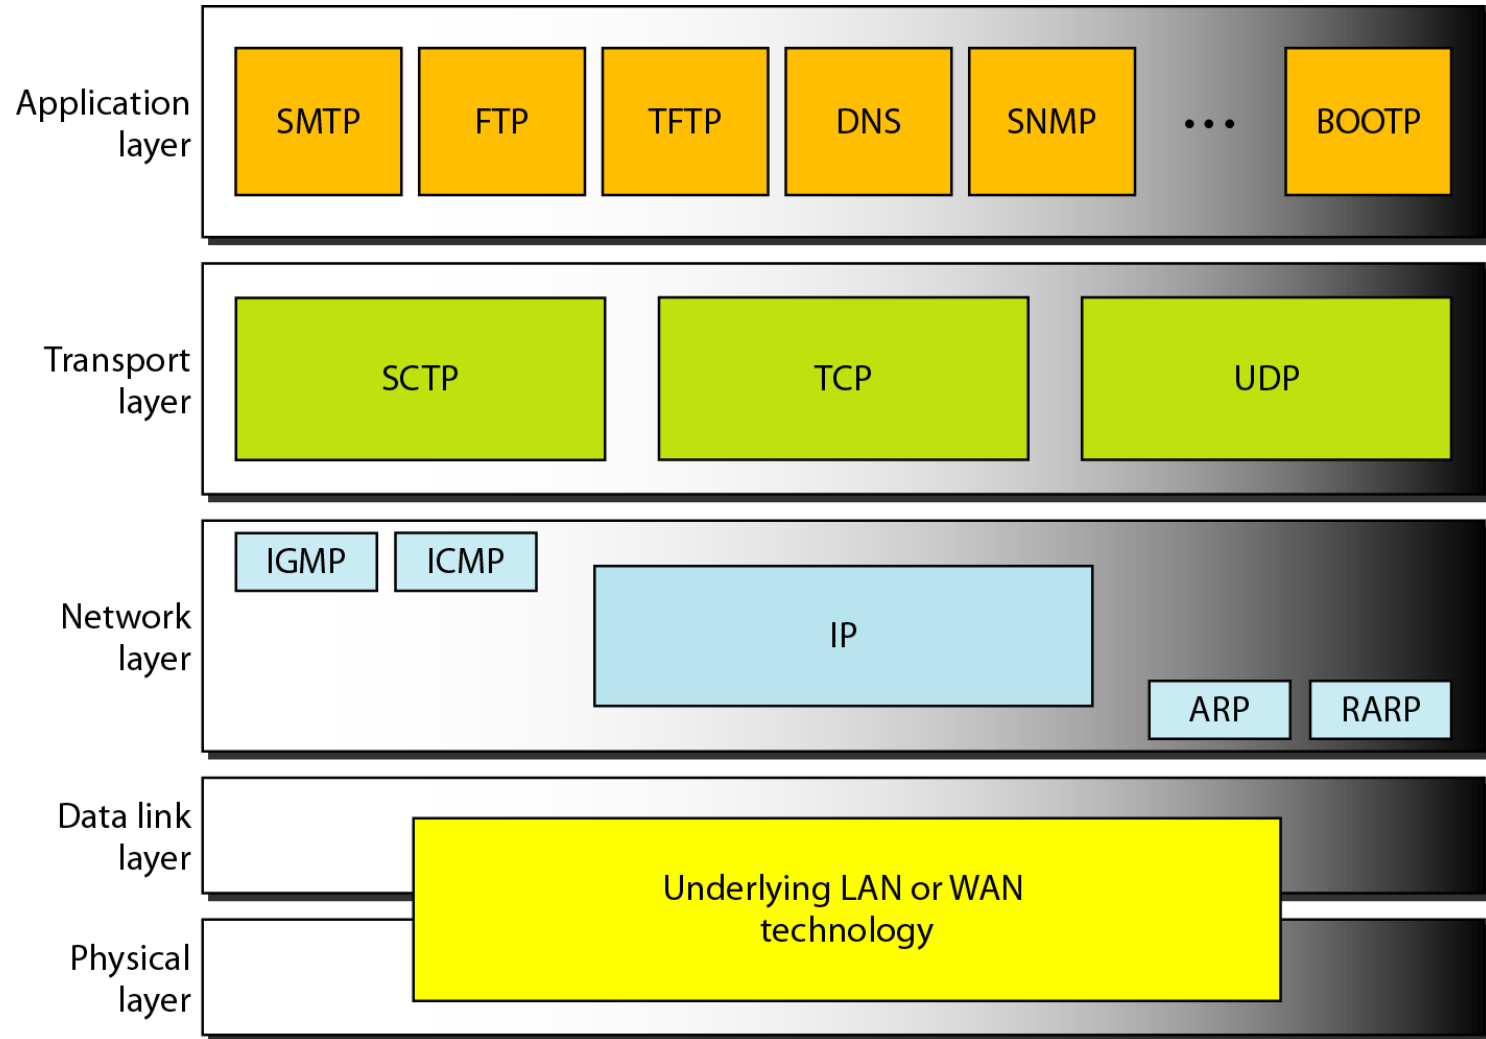 Application
layer
SMTP
FTP
TFTP
DNS
SNMP
...
BOOTP
Transport
layer
SCTP
TCP
UDP
Network
layer
IGMP
ICMP
IP
ARP
RARP
Data link
layer
Underlying LAN or WAN
technology
Physical
layer